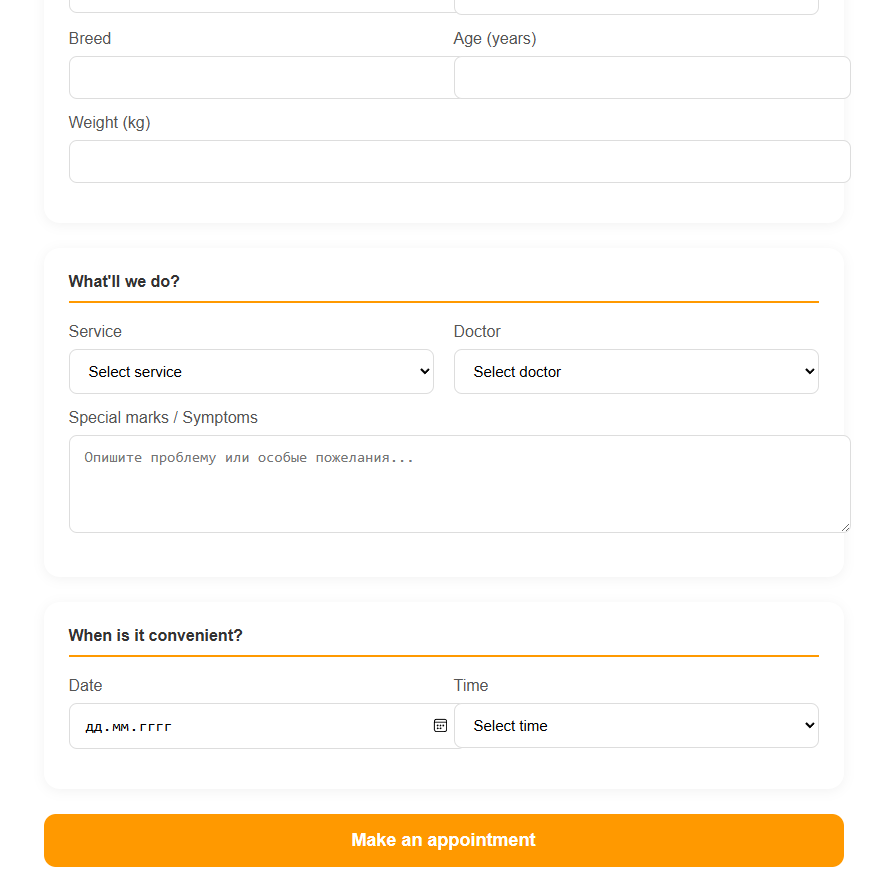 Breed
Age (years)
Weight (kg)
What'll we do?
Service
Doctor
Select service
Select doctor
Special marks / Symptoms
Опишите проблему или особые пожелания...
When is it convenient?
Date
Time
дд.мм.гггг
Select time
Make an appointment